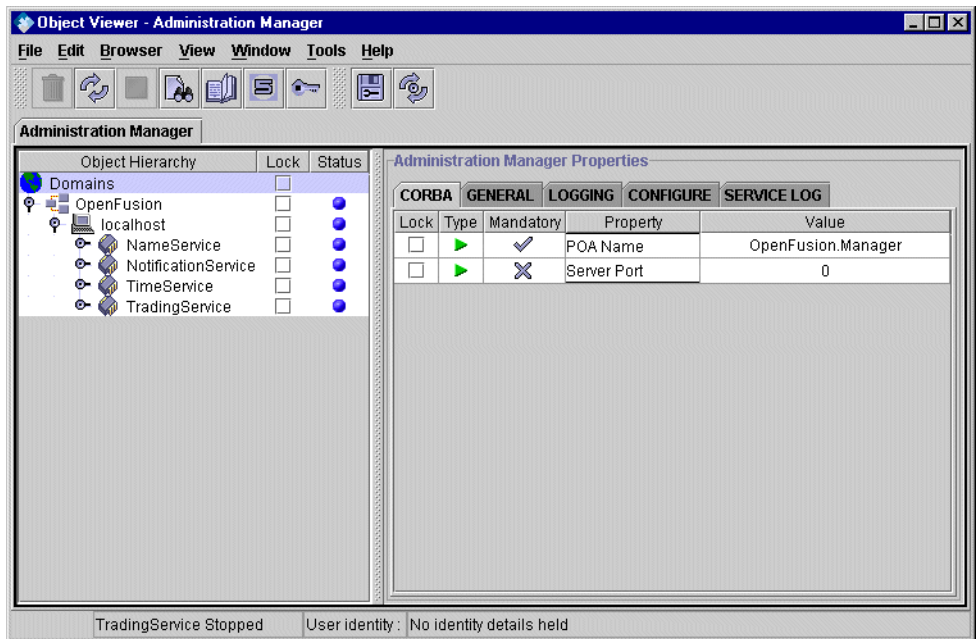 Object Viewer - Administration Manager
File Edit Browser View Window Tools Help
Administration Manager
Object Hierarchy Lock Status
Domains
OpenFusion
localhost
NameService
NotificationService
TimeService
TradingService
Administration Manager Properties
CORBA GENERAL LOGGING CONFIGURE SERVICE LOG
Lock Type Mandatory Property Value
POA Name OpenFusion.Manager
Server Port 0
TradingService Stopped User identity : No identity details held